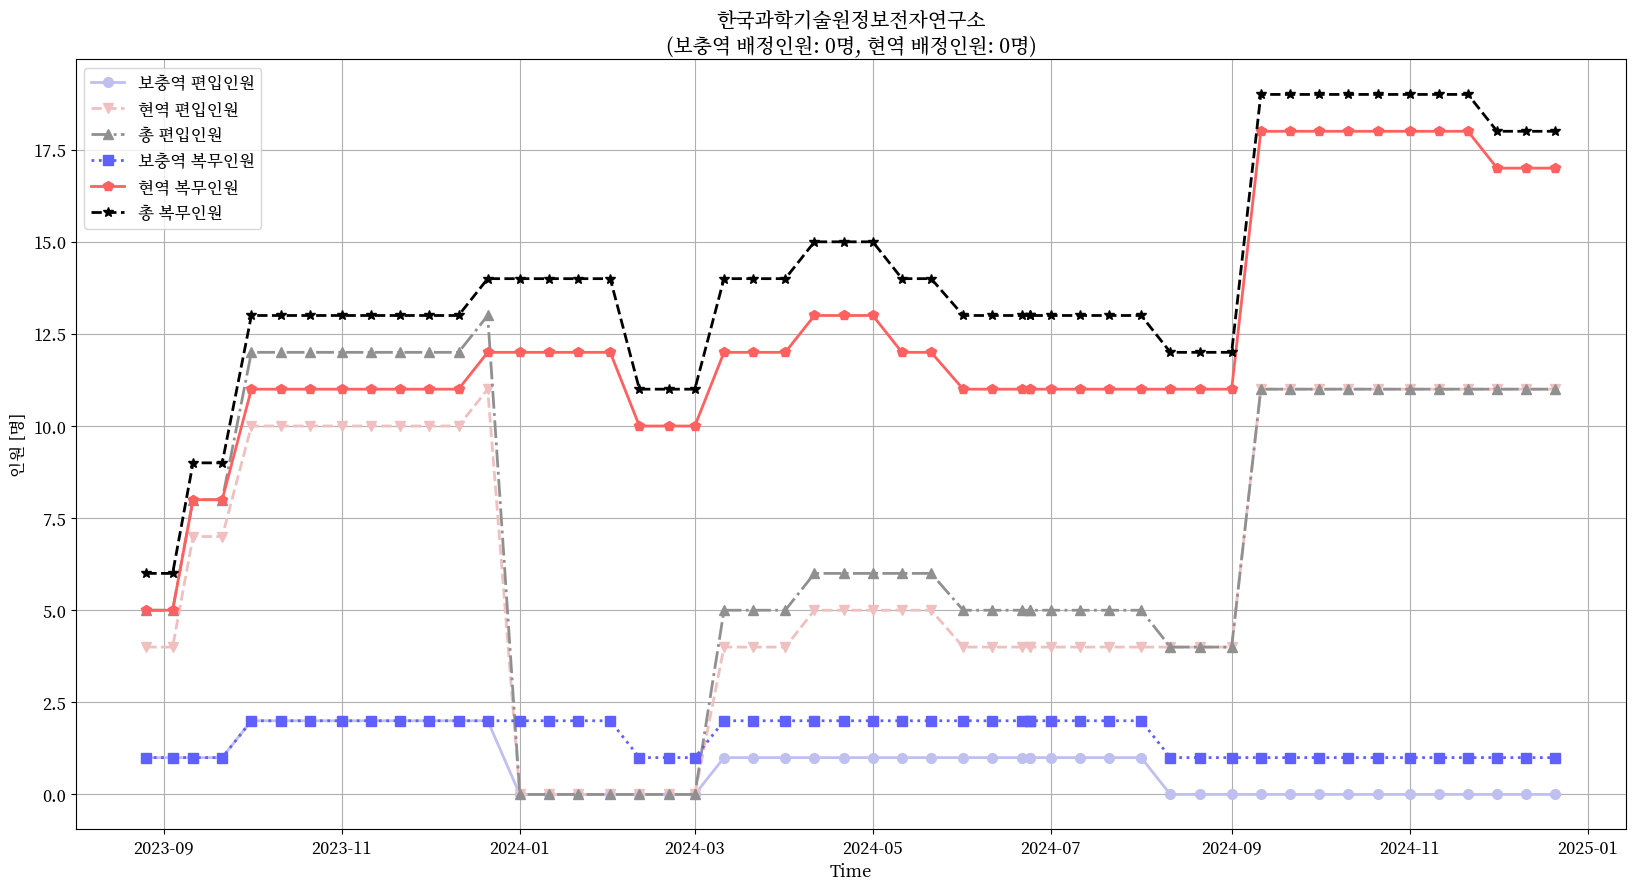 한국과학기술원정보전자연구소
(보충역 배정인원: 0명, 현역 배정인원: 0명)
보충역 편입인원
현역 편입인원
총 편입인원
보충역 복무인원
현역 복무인원
총 복무인원
인원 [명]
17.5
15.0
12.5
10.0
7.5
5.0
2.5
0.0
2023-09 2023-11 2024-01 2024-03 2024-05 2024-07 2024-09 2024-11 2025-01
Time